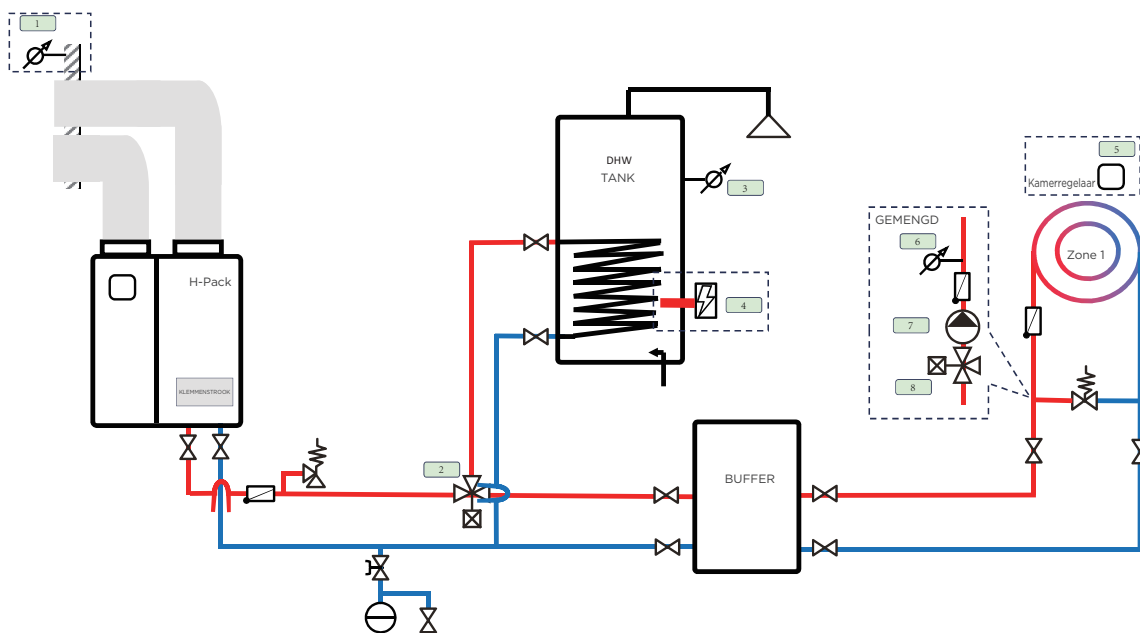 1
DHW
TANK
3
5
Kamerregelaar
GEMENGD
6
Zone 1
H-Pack
4
7
KLEMMENSTROOK
8
2
BUFFER